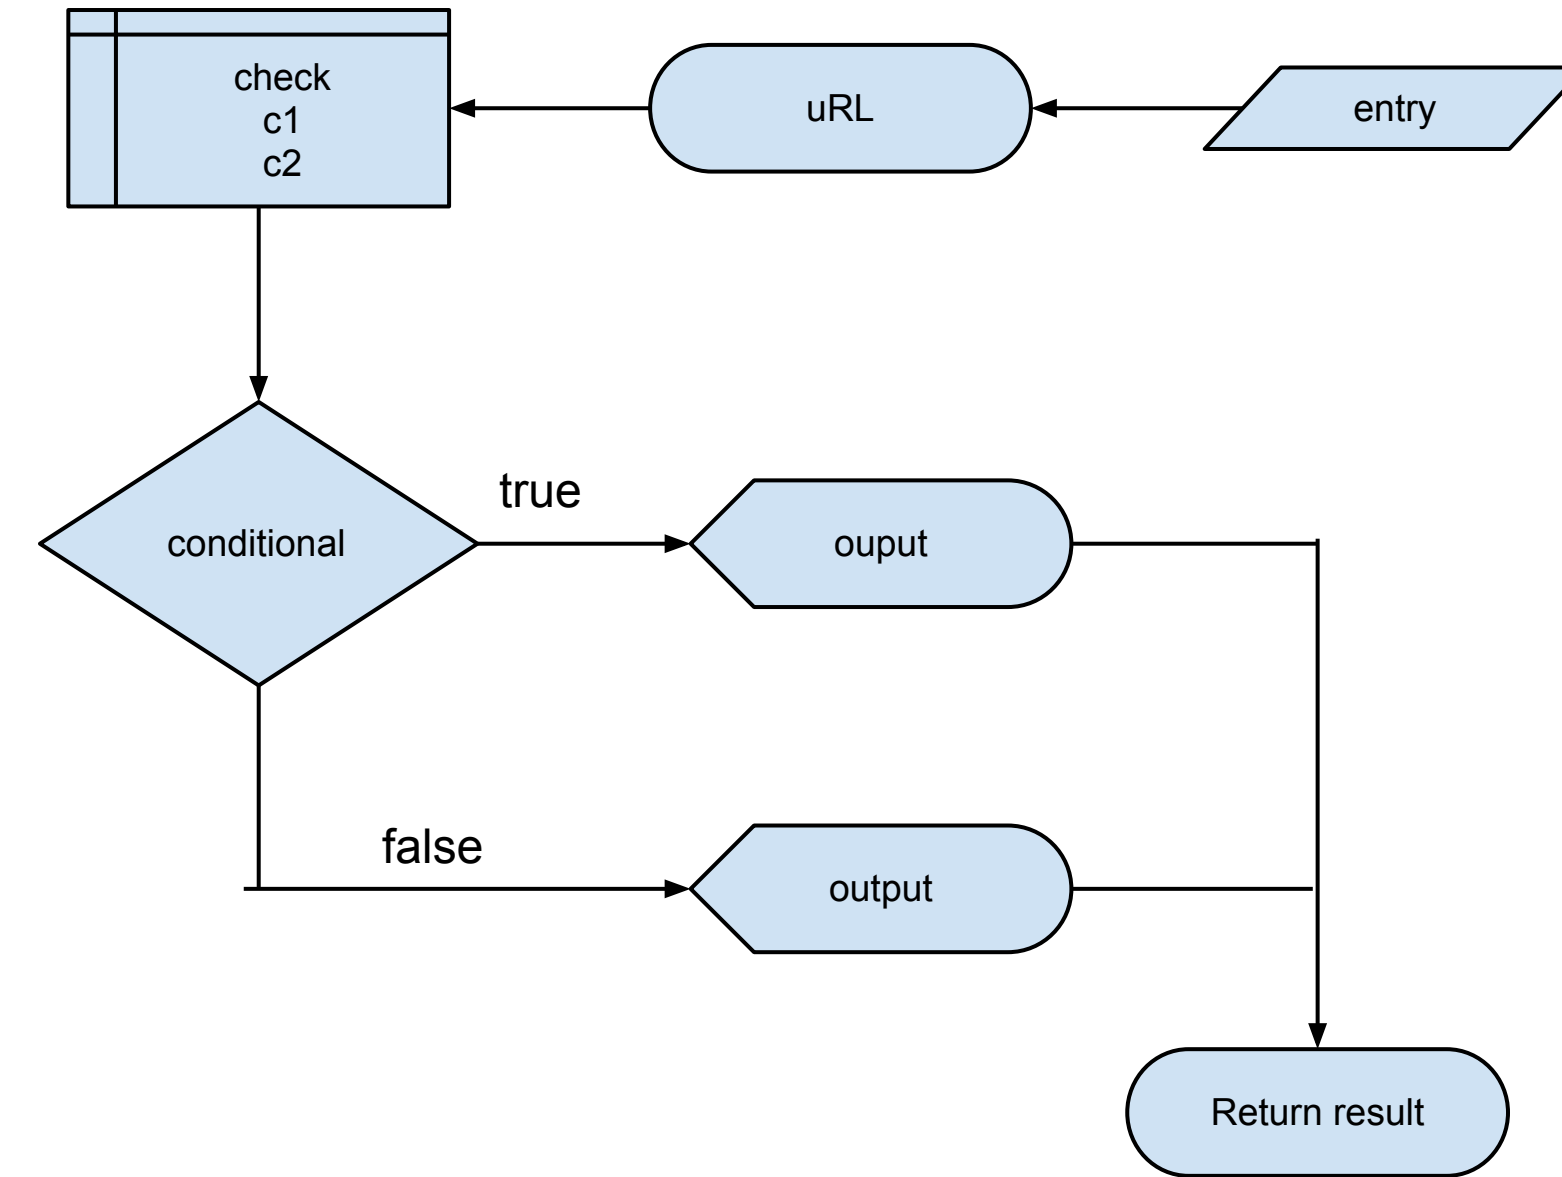 check
c1
c2
uRL
entry
true
conditional
ouput
false
output
Return result